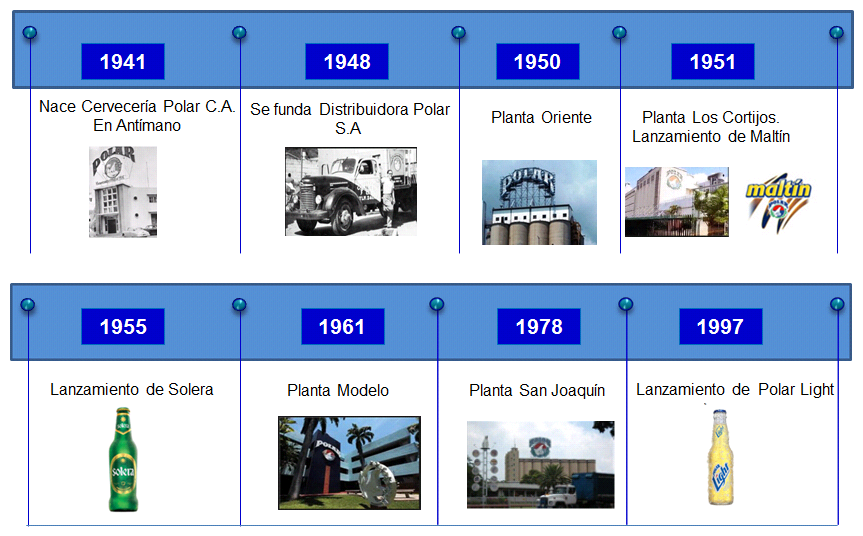 1941
1948
1950
1951
Nace Cervecería Polar C.A.
En Antímano
Se funda Distribuidora Polar
S.A
Planta Oriente
Planta Los Cortijos.
Lanzamiento de Maltín
POLAR
POLAR
maltín
POLAR
1955
1961
1978
1997
Lanzamiento de Solera
Planta Modelo
Planta San Joaquín
Lanzamiento de Polar Light
solera
POLAR
Light